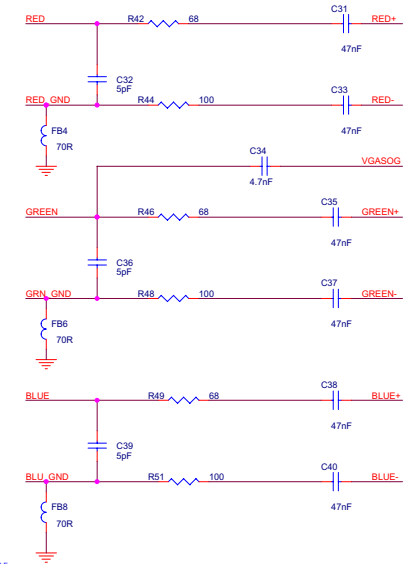 C31
RED R42 68 RED+
47nF
C32
5pF
C33
RED_GND R44 100 RED-
47nF
FB4
70R
C34
VGASOG
4.7nF
C35
GREEN R46 68 GREEN+
47nF
C36
5pF
C37
GRN_GND R48 100 GREEN-
47nF
FB6
70R
C38
BLUE R49 68 BLUE+
47nF
C39
5pF
C40
BLU_GND R51 100 BLUE-
47nF
FB8
70R